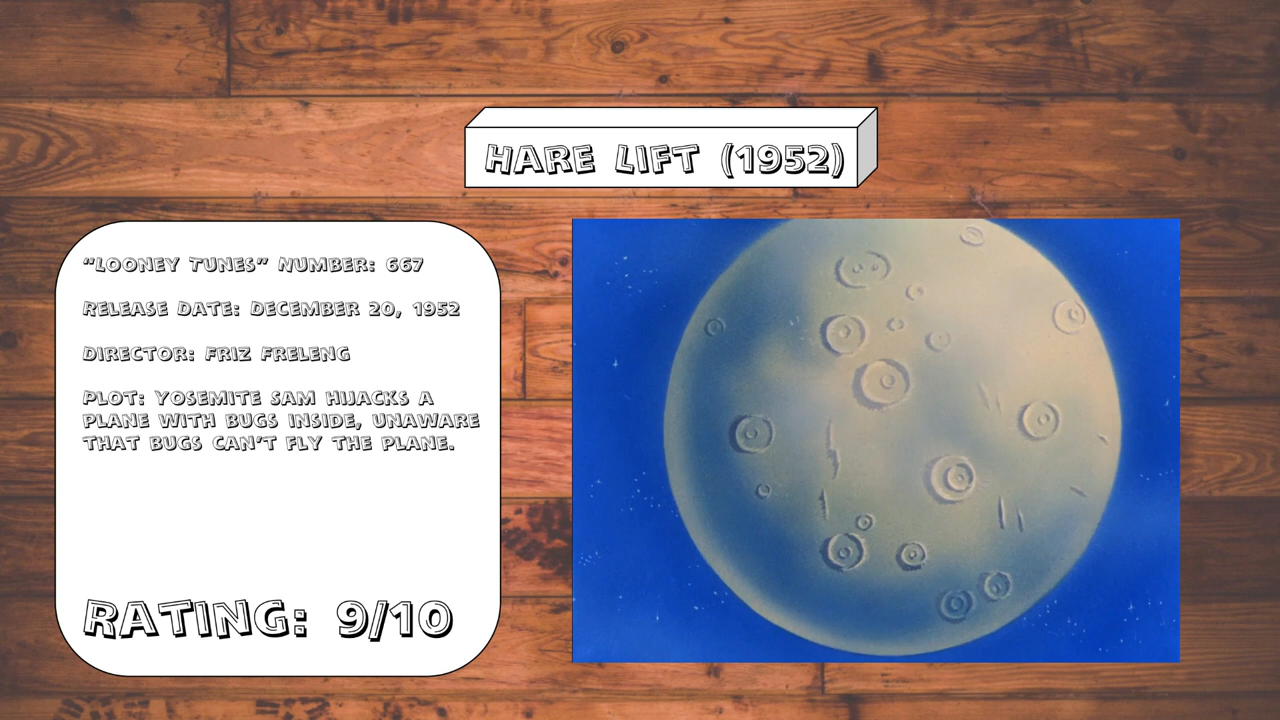 HARE LIFT (1952)
"LOONEY TUNES" NUMBER: 667
RELEASE DATE: DECEMBER 20, 1952
DIRECTOR: FRIZ FRELENG
PLOT: YOSEMITE SAM HIJACKS A
PLANE WITH BUGS INSIDE, UNAWARE
THAT BUGS CAN'T FLY THE PLANE.
RATING: 9/10